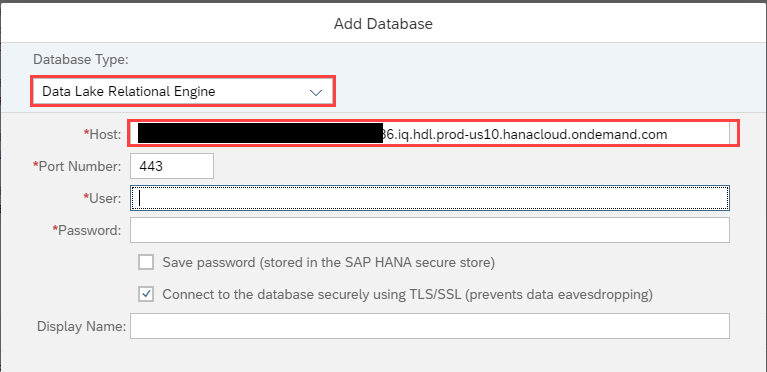 Add Database
Database Type:
Data Lake Relational Engine
*Host: 36.iq.hdl.prod-us10.hanacloud.ondemand.com
*Port Number: 443
*User:
*Password:
Save password (stored in the SAP HANA secure store)
Connect to the database securely using TLS/SSL (prevents data eavesdropping)
Display Name: